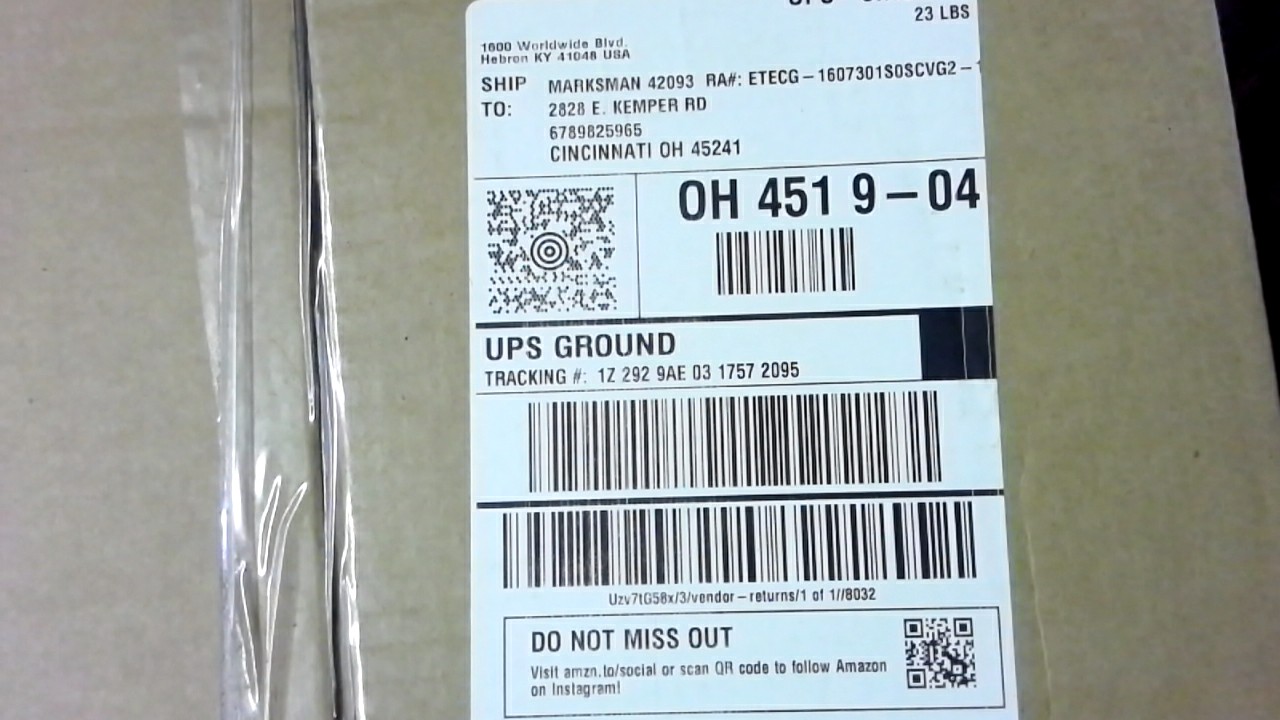 23 LBS
1600 Worldwide Blvd.
Hebron KY 41048 USA
SHIP TO:
MARKSMAN 42093 RA#: ETECG-1607301S0SCVG2-
2828 E. KEMPER RD
6789825965
CINCINNATI OH 45241
OH 451 9-04
UPS GROUND
TRACKING #: 1Z 292 9AE 03 1757 2095
Uzv7tG58x/3/vendor-returns/1 of 1//8032
DO NOT MISS OUT
Visit amzn.to/social or scan QR code to follow Amazon
on Instagram!